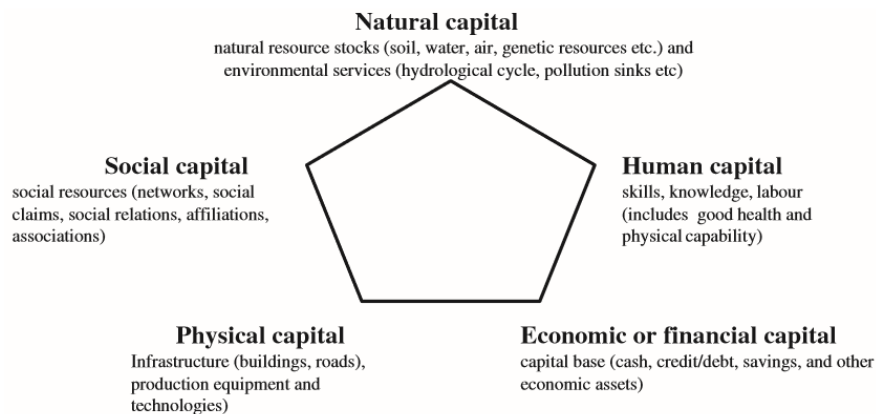 Natural capital
natural resource stocks (soil, water, air, genetic resources etc.) and
environmental services (hydrological cycle, pollution sinks etc)
Social capital
social resources (networks, social
claims, social relations, affiliations,
associations)
Human capital
skills, knowledge, labour
(includes good health and
physical capability)
Physical capital
Infrastructure (buildings, roads),
production equipment and
technologies)
Economic or financial capital
capital base (cash, credit/debt, savings, and other
economic assets)